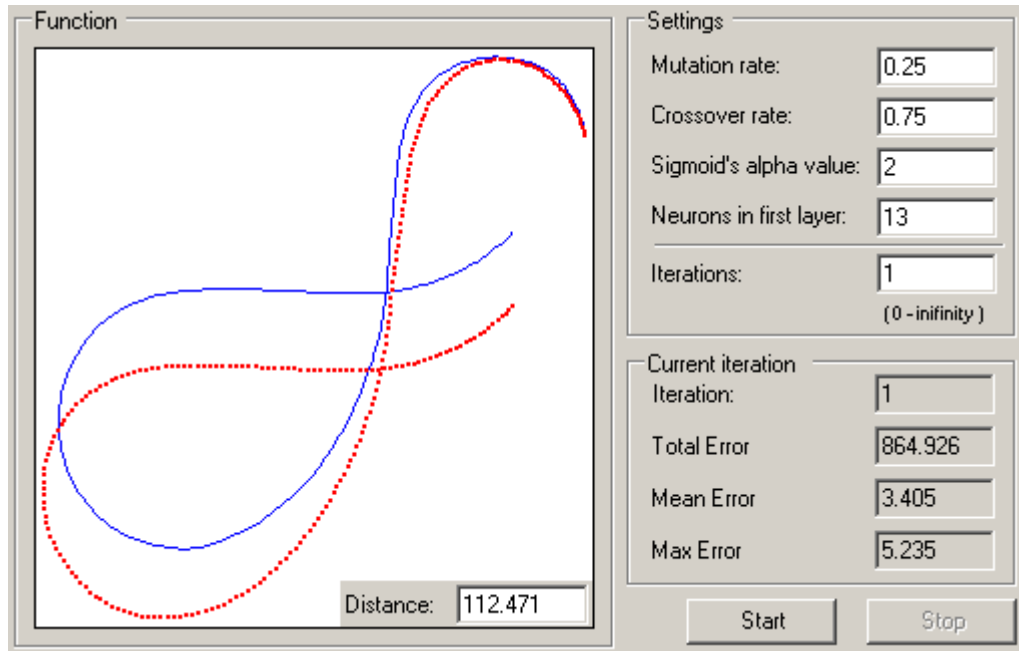 Function
Distance: 112.471
Settings
Mutation rate: 0.25
Crossover rate: 0.75
Sigmoid's alpha value: 2
Neurons in first layer: 13
Iterations: 1
( 0 - inifinity )
Current iteration
Iteration: 1
Total Error 864.926
Mean Error 3.405
Max Error 5.235
Start Stop